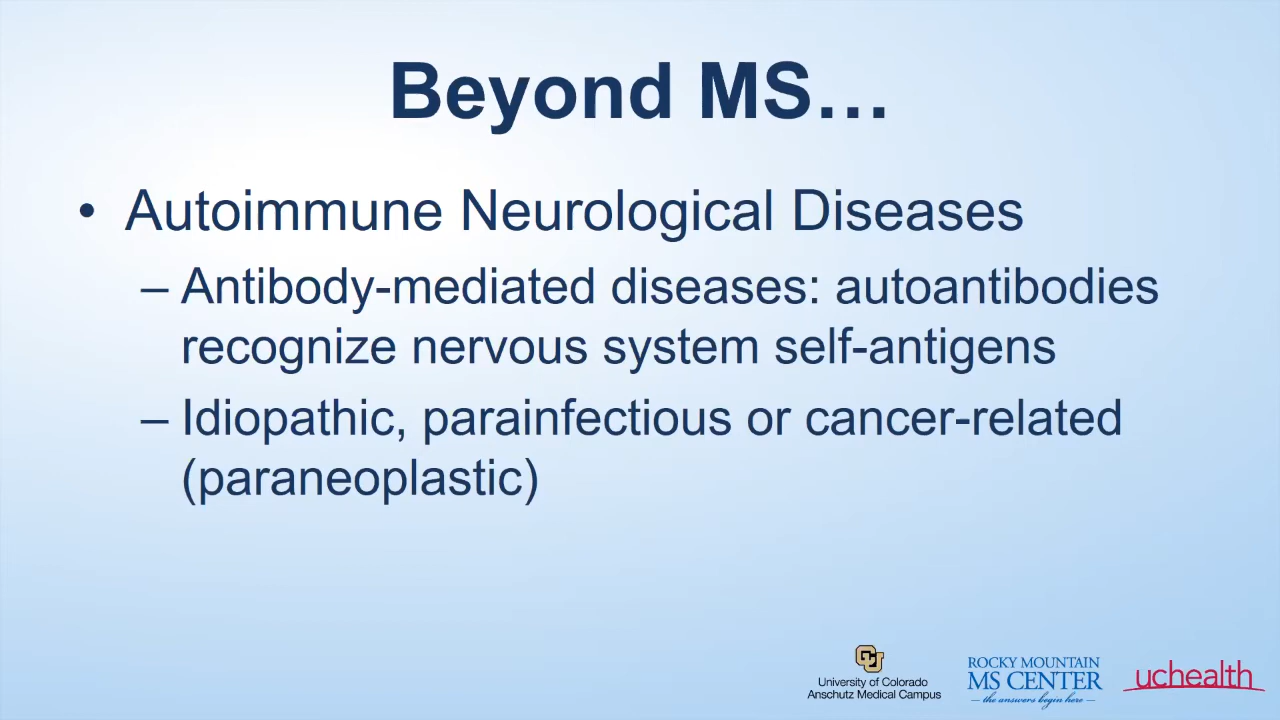 Beyond MS…
• Autoimmune Neurological Diseases
– Antibody-mediated diseases: autoantibodies
recognize nervous system self-antigens
– Idiopathic, parainfectious or cancer-related
(paraneoplastic)
CU
University of Colorado
Anschutz Medical Campus
ROCKY MOUNTAIN
MS CENTER
— the answers begin here —
uchealth